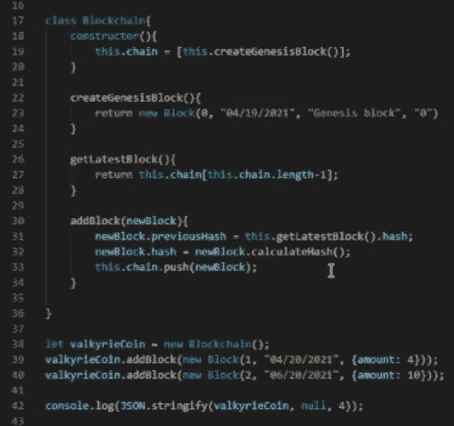 16
17 class Blockchain{
18     constructor(){
19         this.chain = [this.createGenesisBlock()];
20     }
21
22     createGenesisBlock(){
23         return new Block(0, "04/19/2021", "Genesis block", "0")
24     }
25
26     getLatestBlock(){
27         return this.chain[this.chain.length-1];
28     }
29
30     addBlock(newBlock){
31         newBlock.previousHash = this.getLatestBlock().hash;
32         newBlock.hash = newBlock.calculateHash();
33         this.chain.push(newBlock);
34     }
35
36 }
37
38 let valkyrieCoin = new Blockchain();
39 valkyrieCoin.addBlock(new Block(1, "04/20/2021", {amount: 4}));
40 valkyrieCoin.addBlock(new Block(2, "06/20/2021", {amount: 10}));
41
42 console.log(JSON.stringify(valkyrieCoin, null, 4));
43